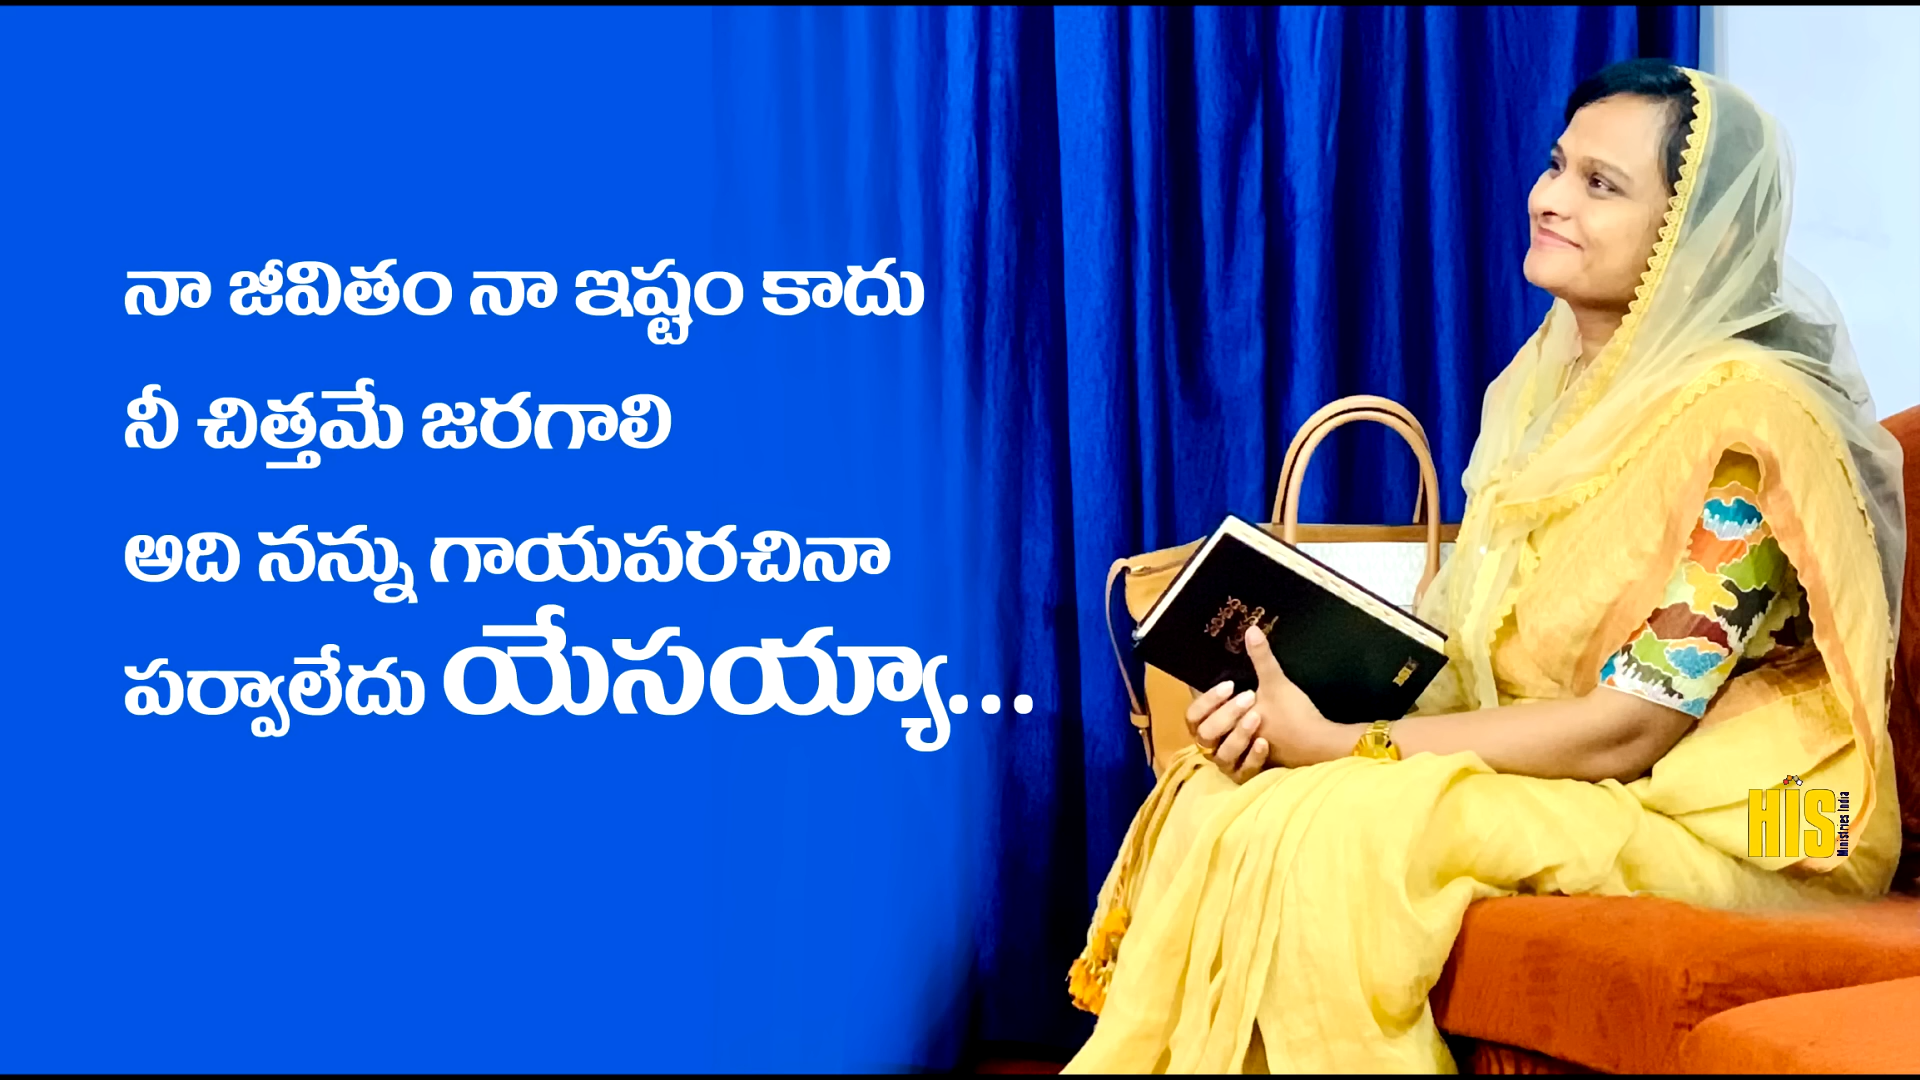 నా జీవితం నా ఇష్టం కాదు
నీ చిత్తమే జరగాలి
అది నన్ను గాయపరచినా
పర్వాలేదు యేసయ్యా...
HIS
Ministries India